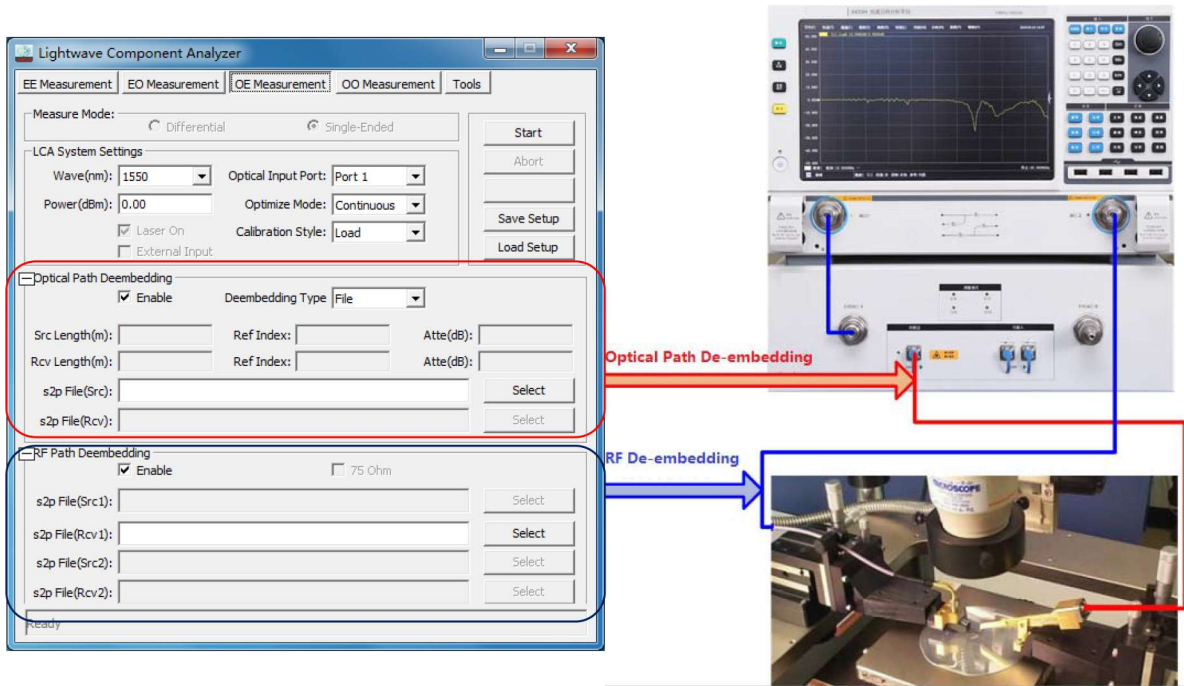 Lightwave Component Analyzer
EE Measurement EO Measurement OE Measurement OO Measurement Tools
Measure Mode:
Differential Single-Ended
Start
LCA System Settings
Abort
Wave(nm): 1550 Optical Input Port: Port 1
Power(dBm): 0.00 Optimize Mode: Continuous
Save Setup
Laser On Calibration Style: Load
External Input
Load Setup
Optical Path Deembedding
Enable Deembedding Type File
Src Length(m): Ref Index: Atte(dB):
Rcv Length(m): Ref Index: Atte(dB):
s2p File(Src): Select
s2p File(Rcv): Select
RF Path Deembedding
Enable 75 Ohm
s2p File(Src1): Select
s2p File(Rcv1): Select
s2p File(Src2): Select
s2p File(Rcv2): Select
Ready
Optical Path De-embedding
RF De-embedding
MICROSCOPE